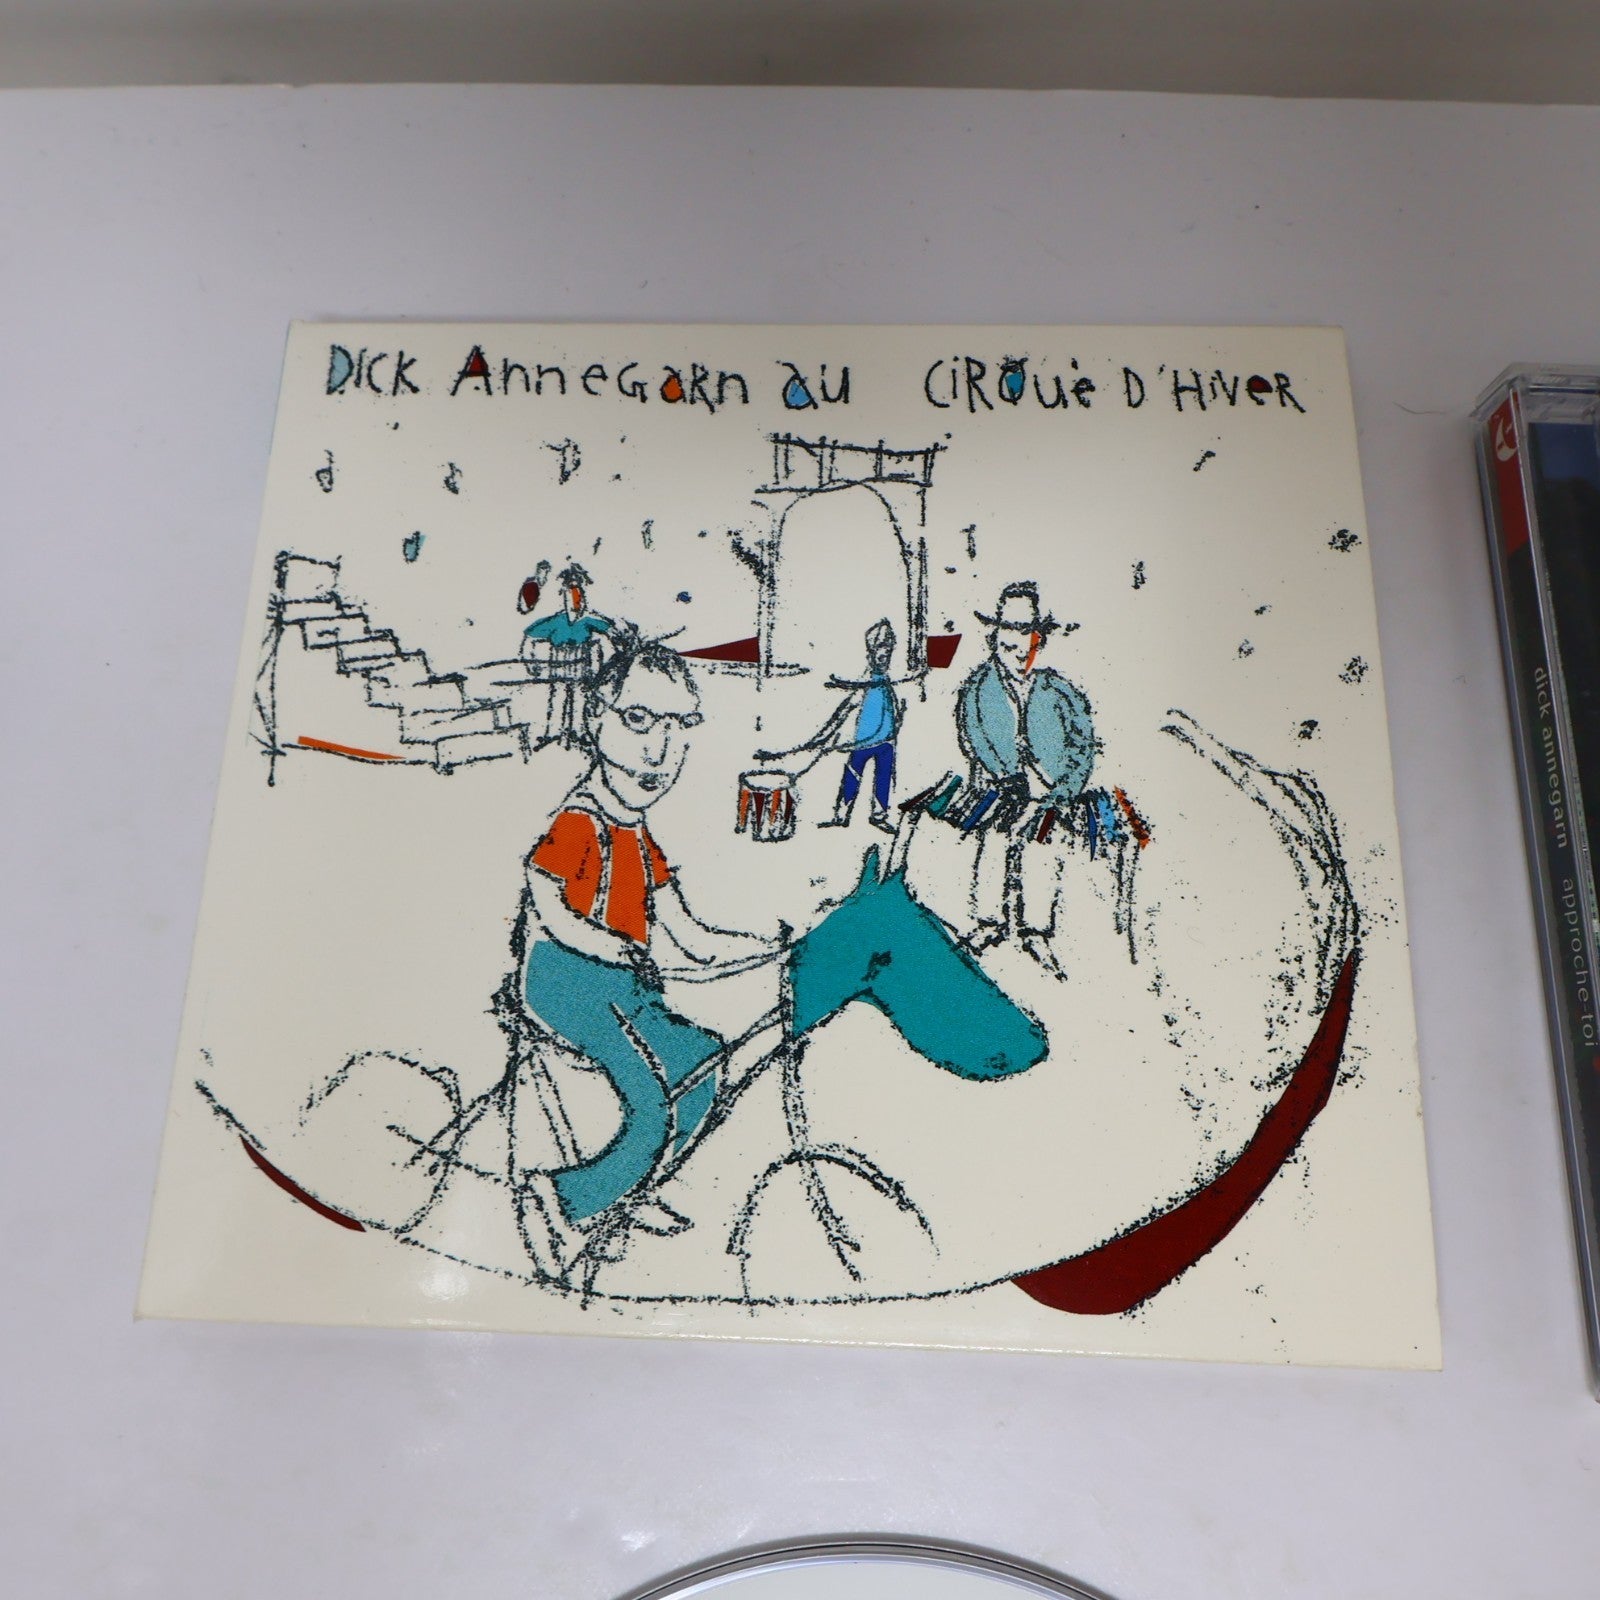 Dick Annegarn au Cirque d'Hiver
dick annegarn approche-toi